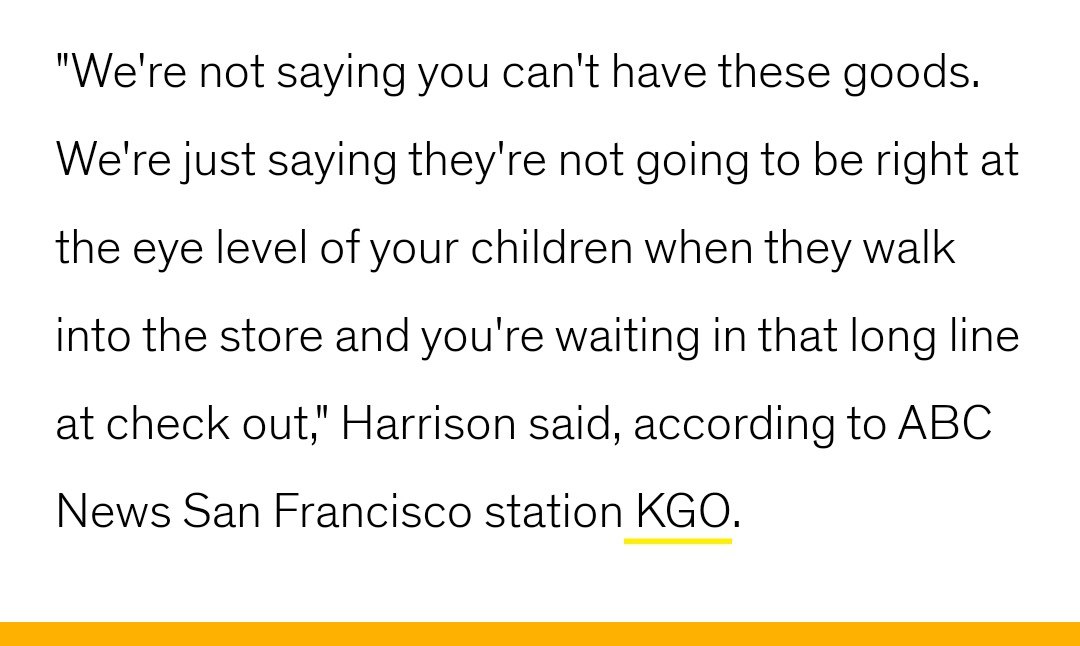 "We're not saying you can't have these goods.
We're just saying they're not going to be right at
the eye level of your children when they walk
into the store and you're waiting in that long line
at check out," Harrison said, according to ABC
News San Francisco station KGO.